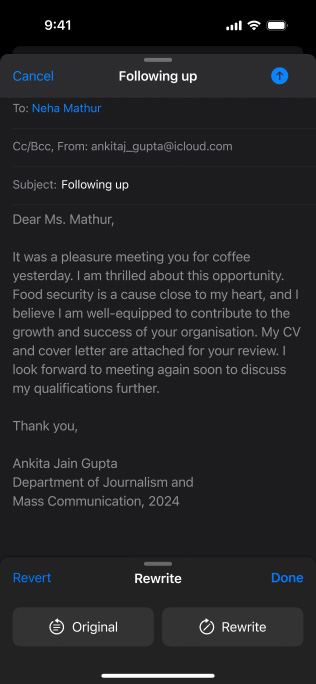 9:41
Cancel Following up
To: Neha Mathur
Cc/Bcc, From: ankitaj_gupta@icloud.com
Subject: Following up
Dear Ms. Mathur,
It was a pleasure meeting you for coffee
yesterday. I am thrilled about this opportunity.
Food security is a cause close to my heart, and I
believe I am well-equipped to contribute to the
growth and success of your organisation. My CV
and cover letter are attached for your review. I
look forward to meeting again soon to discuss
my qualifications further.
Thank you,
Ankita Jain Gupta
Department of Journalism and
Mass Communication, 2024
Revert Rewrite Done
Original Rewrite